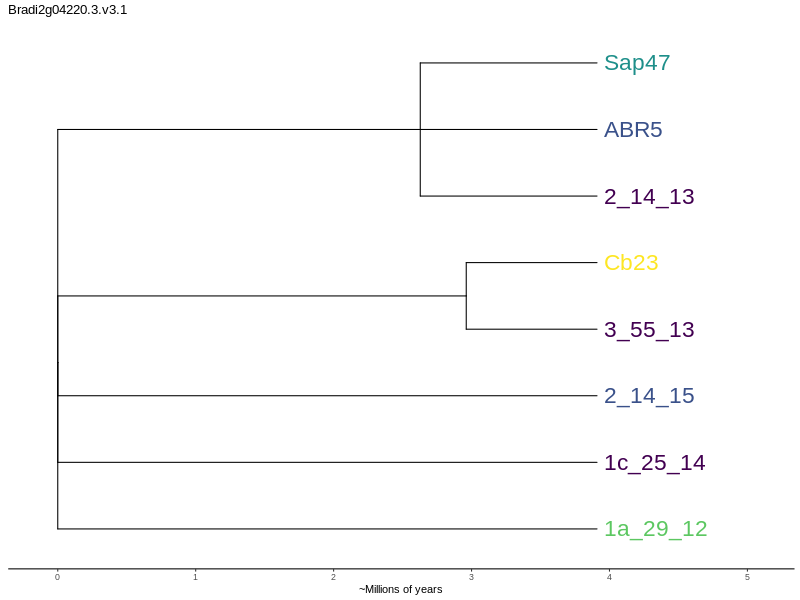 Bradi2g04220.3.v3.1
Sap47
ABR5
2_14_13
Cb23
3_55_13
2_14_15
1c_25_14
1a_29_12
0 1 2 3 4 5
~Millions of years